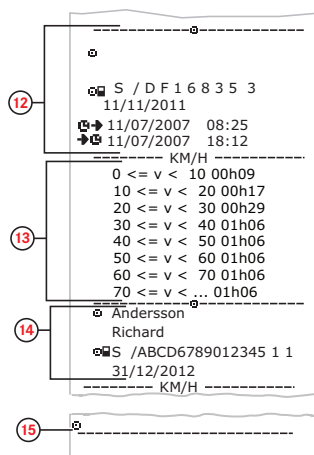 12
S / D F 1 6 8 3 5 3
11/11/2011
11/07/2007 08:25
11/07/2007 18:12
KM/H
0 <= v < 10 00h09
10 <= v < 20 00h17
20 <= v < 30 00h29
13
30 <= v < 40 01h06
40 <= v < 50 01h06
50 <= v < 60 01h06
60 <= v < 70 01h06
70 <= v < ... 01h06
Andersson
14
Richard
S /ABCD6789012345 1 1
31/12/2012
KM/H
15